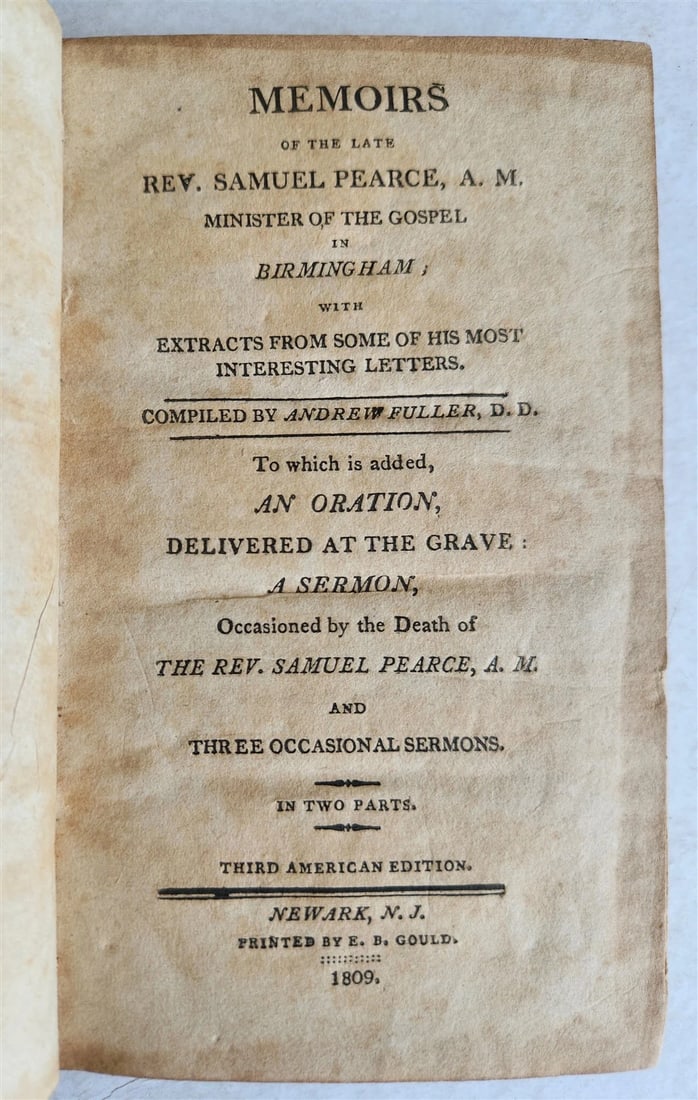 MEMOIRS
OF THE LATE
REV. SAMUEL PEARCE, A. M.
MINISTER OF THE GOSPEL
IN
BIRMINGHAM;
WITH
EXTRACTS FROM SOME OF HIS MOST
INTERESTING LETTERS.
COMPILED BY ANDREW FULLER, D. D.
To which is added,
AN ORATION,
DELIVERED AT THE GRAVE:
A SERMON,
Occasioned by the Death of
THE REV. SAMUEL PEARCE, A. M.
AND
THREE OCCASIONAL SERMONS.
IN TWO PARTS.
THIRD AMERICAN EDITION.
NEWARK, N. J.
PRINTED BY E. B. GOULD.
1809.